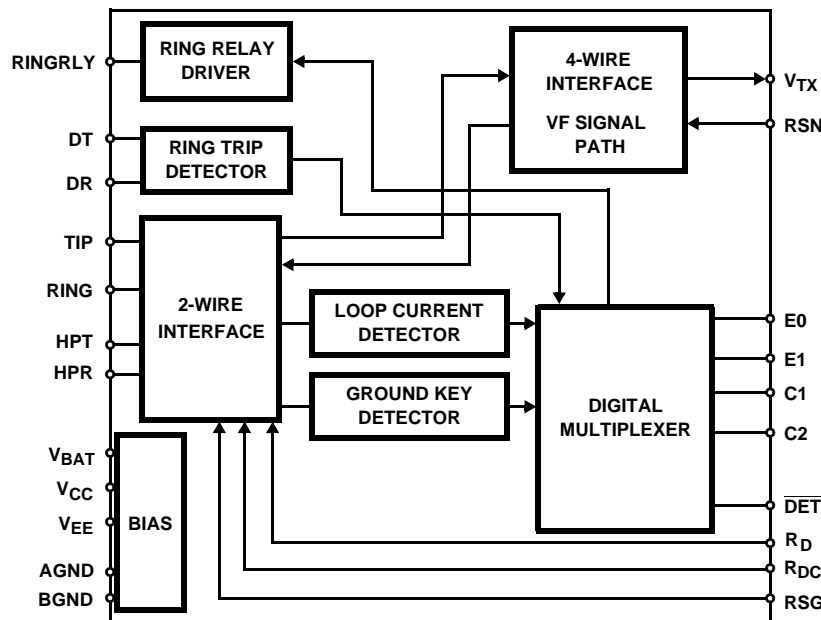 RINGRLY
DT
DR
TIP
RING
HPT
HPR
VBAT
VCC
VEE
AGND
BGND
RING RELAY
DRIVER
RING TRIP
DETECTOR
2-WIRE
INTERFACE
BIAS
LOOP CURRENT
DETECTOR
GROUND KEY
DETECTOR
4-WIRE
INTERFACE
VF SIGNAL
PATH
DIGITAL
MULTIPLEXER
VTX
RSN
E0
E1
C1
C2
DET
RD
RDC
RSG